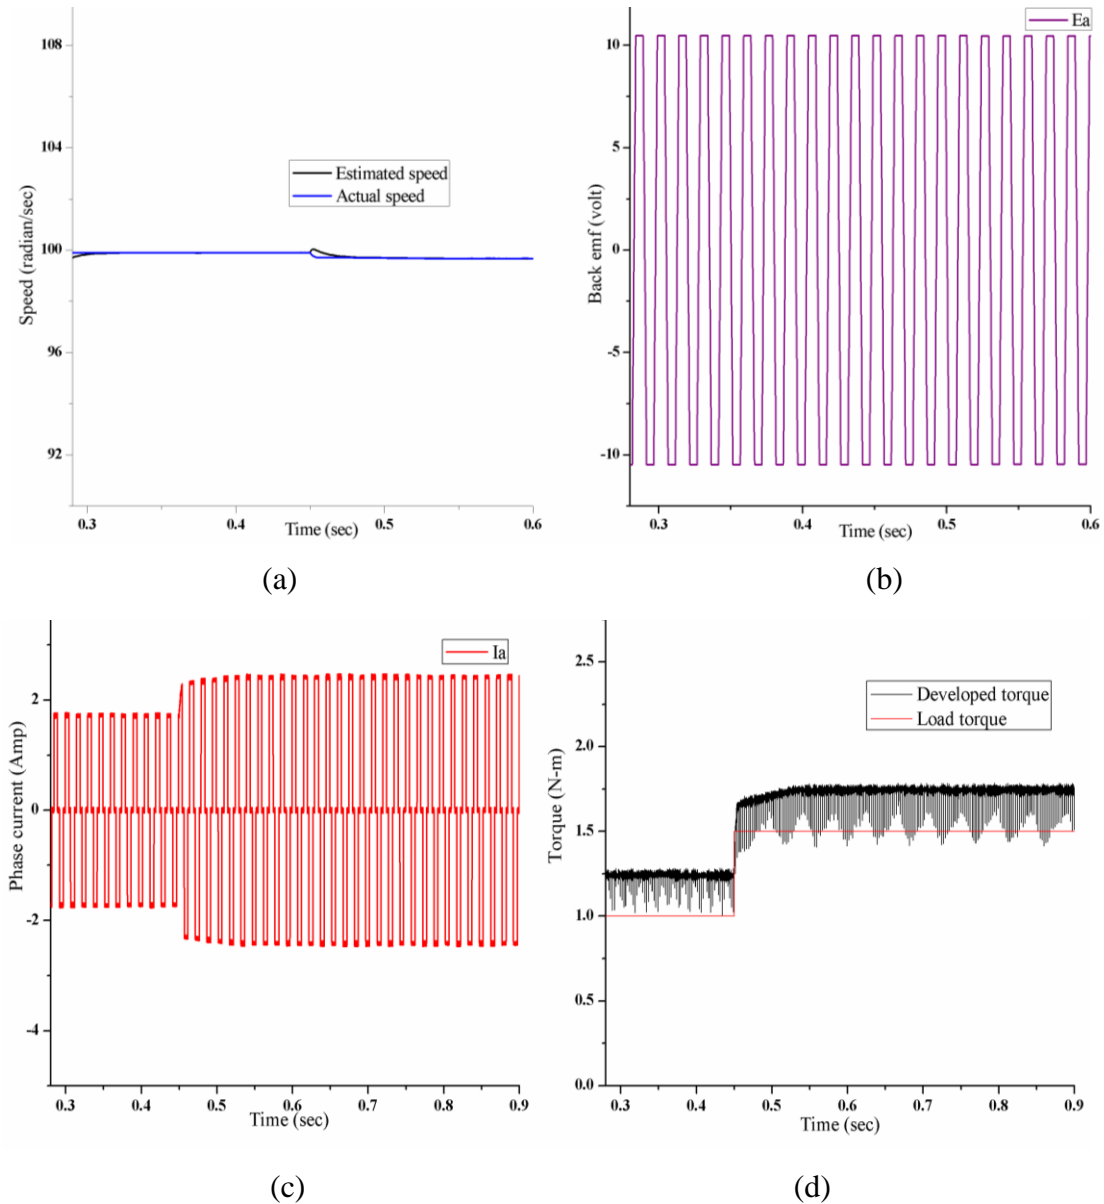 108
104
100
96
92
0.3
0.4
0.5
0.6
Speed (radian/sec)
Time (sec)
Estimated speed
Actual speed
(a)
Ea
10
5
0
-5
-10
0.3
0.4
0.5
0.6
Back emf (volt)
Time (sec)
(b)
Ia
2
0
-2
-4
0.3
0.4
0.5
0.6
0.7
0.8
0.9
Phase current (Amp)
Time (sec)
(c)
Developed torque
Load torque
2.5
2.0
1.5
1.0
0.5
0.0
0.3
0.4
0.5
0.6
0.7
0.8
0.9
Torque (N-m)
Time (sec)
(d)